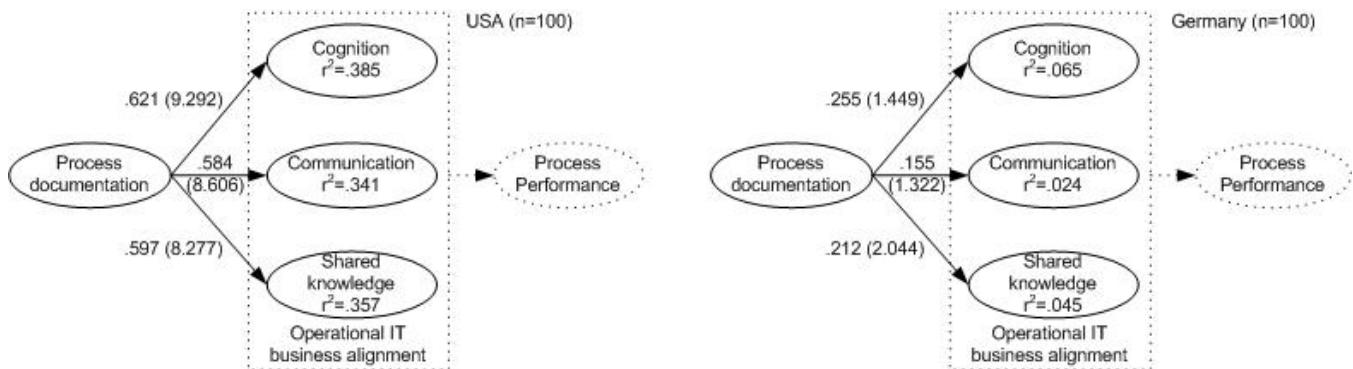 USA (n=100)
Cognition
r²=.385
.621 (9.292)
Process
documentation
.584
(8.606)
Communication
r²=.341
Process
Performance
.597 (8.277)
Shared
knowledge
r²=.357
Operational IT
business alignment
Germany (n=100)
Cognition
r²=.065
.255 (1.449)
Process
documentation
.155
(1.322)
Communication
r²=.024
Process
Performance
.212 (2.044)
Shared
knowledge
r²=.045
Operational IT
business alignment